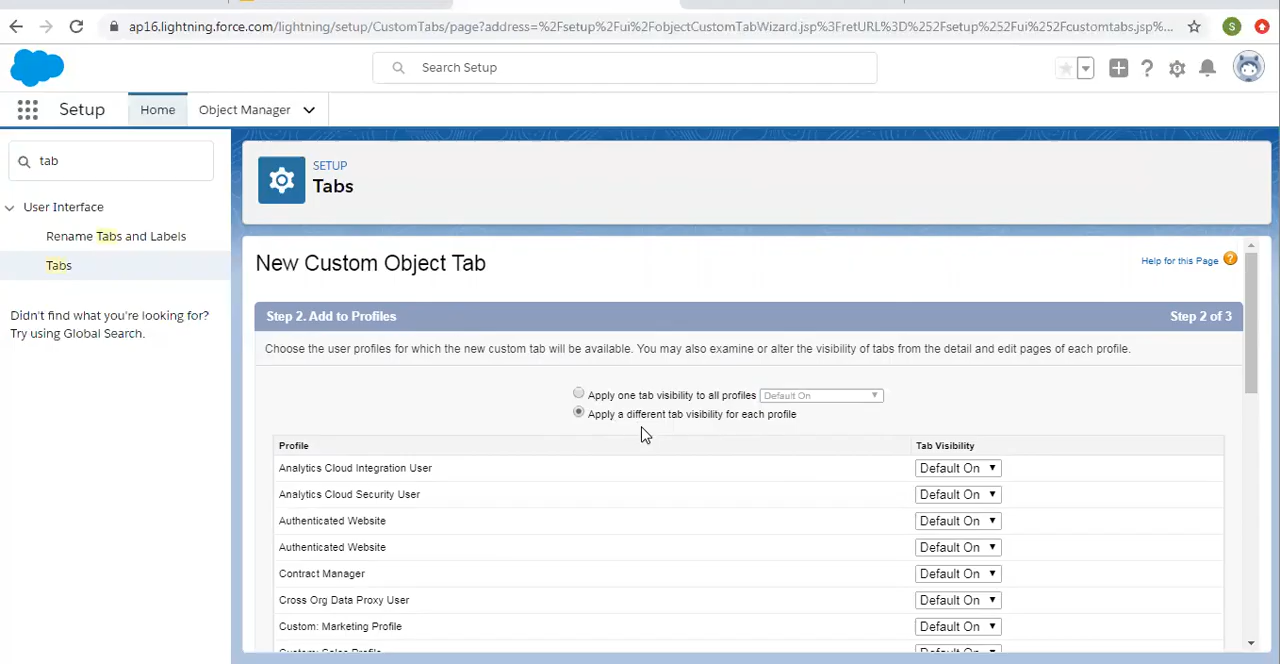 ap16.lightning.force.com/lightning/setup/CustomTabs/page?address=%2Fsetup%2Fui%2FobjectCustomTabWizard.jsp%3FretURL%3D%252Fsetup%252Fui%252Fcustomtabs.jsp%...
S
Search Setup
Setup
Home
Object Manager
tab
SETUP
Tabs
User Interface
Rename Tabs and Labels
Tabs
Didn't find what you're looking for?
Try using Global Search.
New Custom Object Tab
Help for this Page ?
Step 2. Add to Profiles Step 2 of 3
Choose the user profiles for which the new custom tab will be available. You may also examine or alter the visibility of tabs from the detail and edit pages of each profile.
Apply one tab visibility to all profiles Default On
Apply a different tab visibility for each profile
Profile Tab Visibility
Analytics Cloud Integration User Default On
Analytics Cloud Security User Default On
Authenticated Website Default On
Authenticated Website Default On
Contract Manager Default On
Cross Org Data Proxy User Default On
Custom: Marketing Profile Default On
Custom: Sales Profile Default On